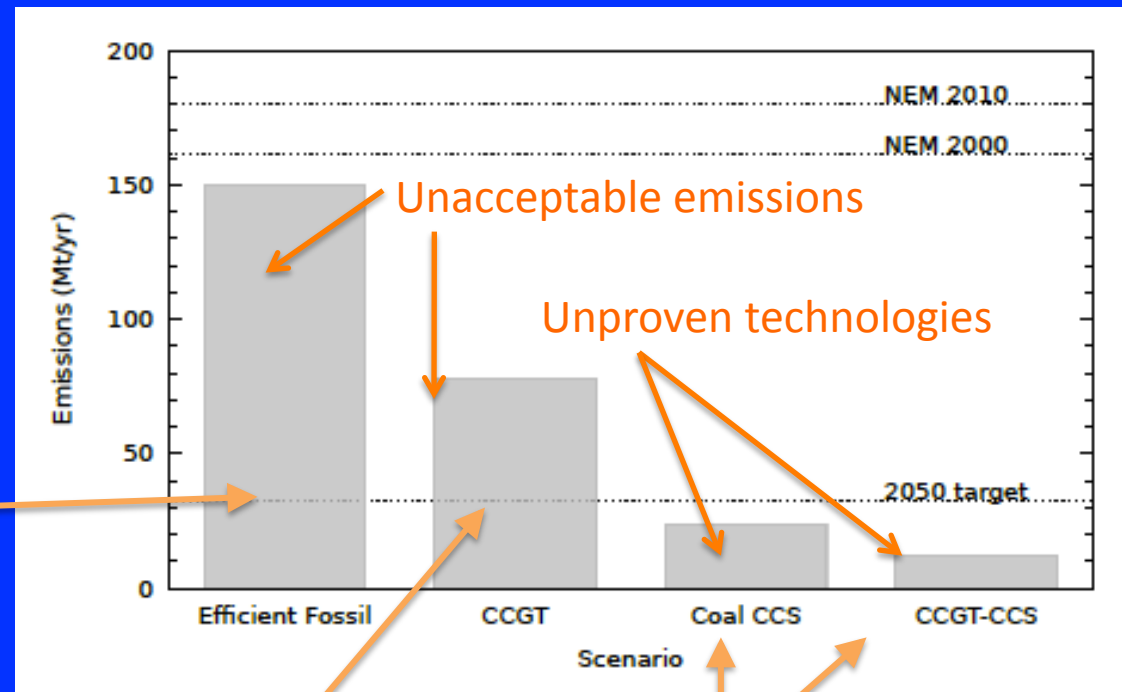 200
NEM 2010
NEM 2000
150
Unacceptable emissions
Emissions (Mt/yr)
100
Unproven technologies
50
2050 target
0
Efficient Fossil CCGT Coal CCS CCGT-CCS
Scenario